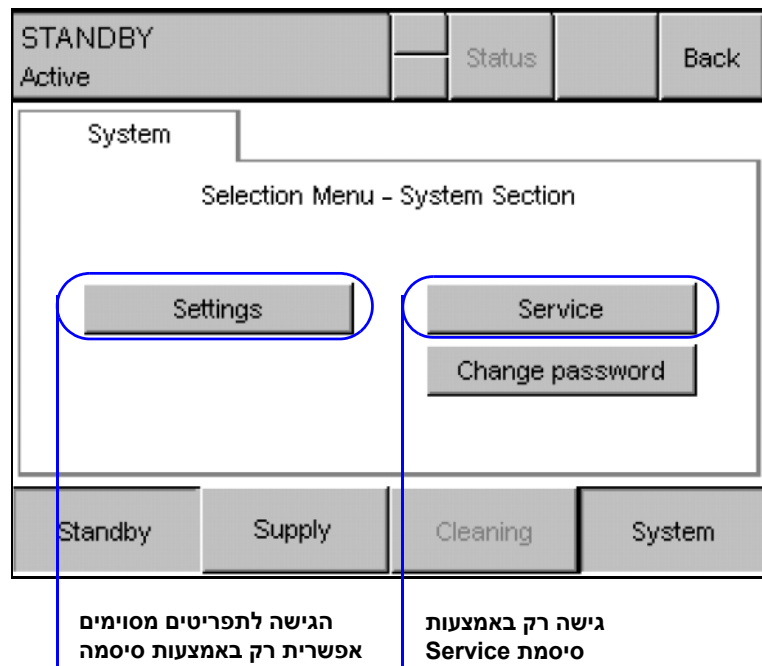 STANDBY
Active
Status
Back
System
Selection Menu - System Section
Settings
Service
Change password
Standby
Supply
Cleaning
System
הגישה לתפריטים מסוימים
אפשרית רק באמצעות סיסמה
גישה רק באמצעות
סיסמת Service